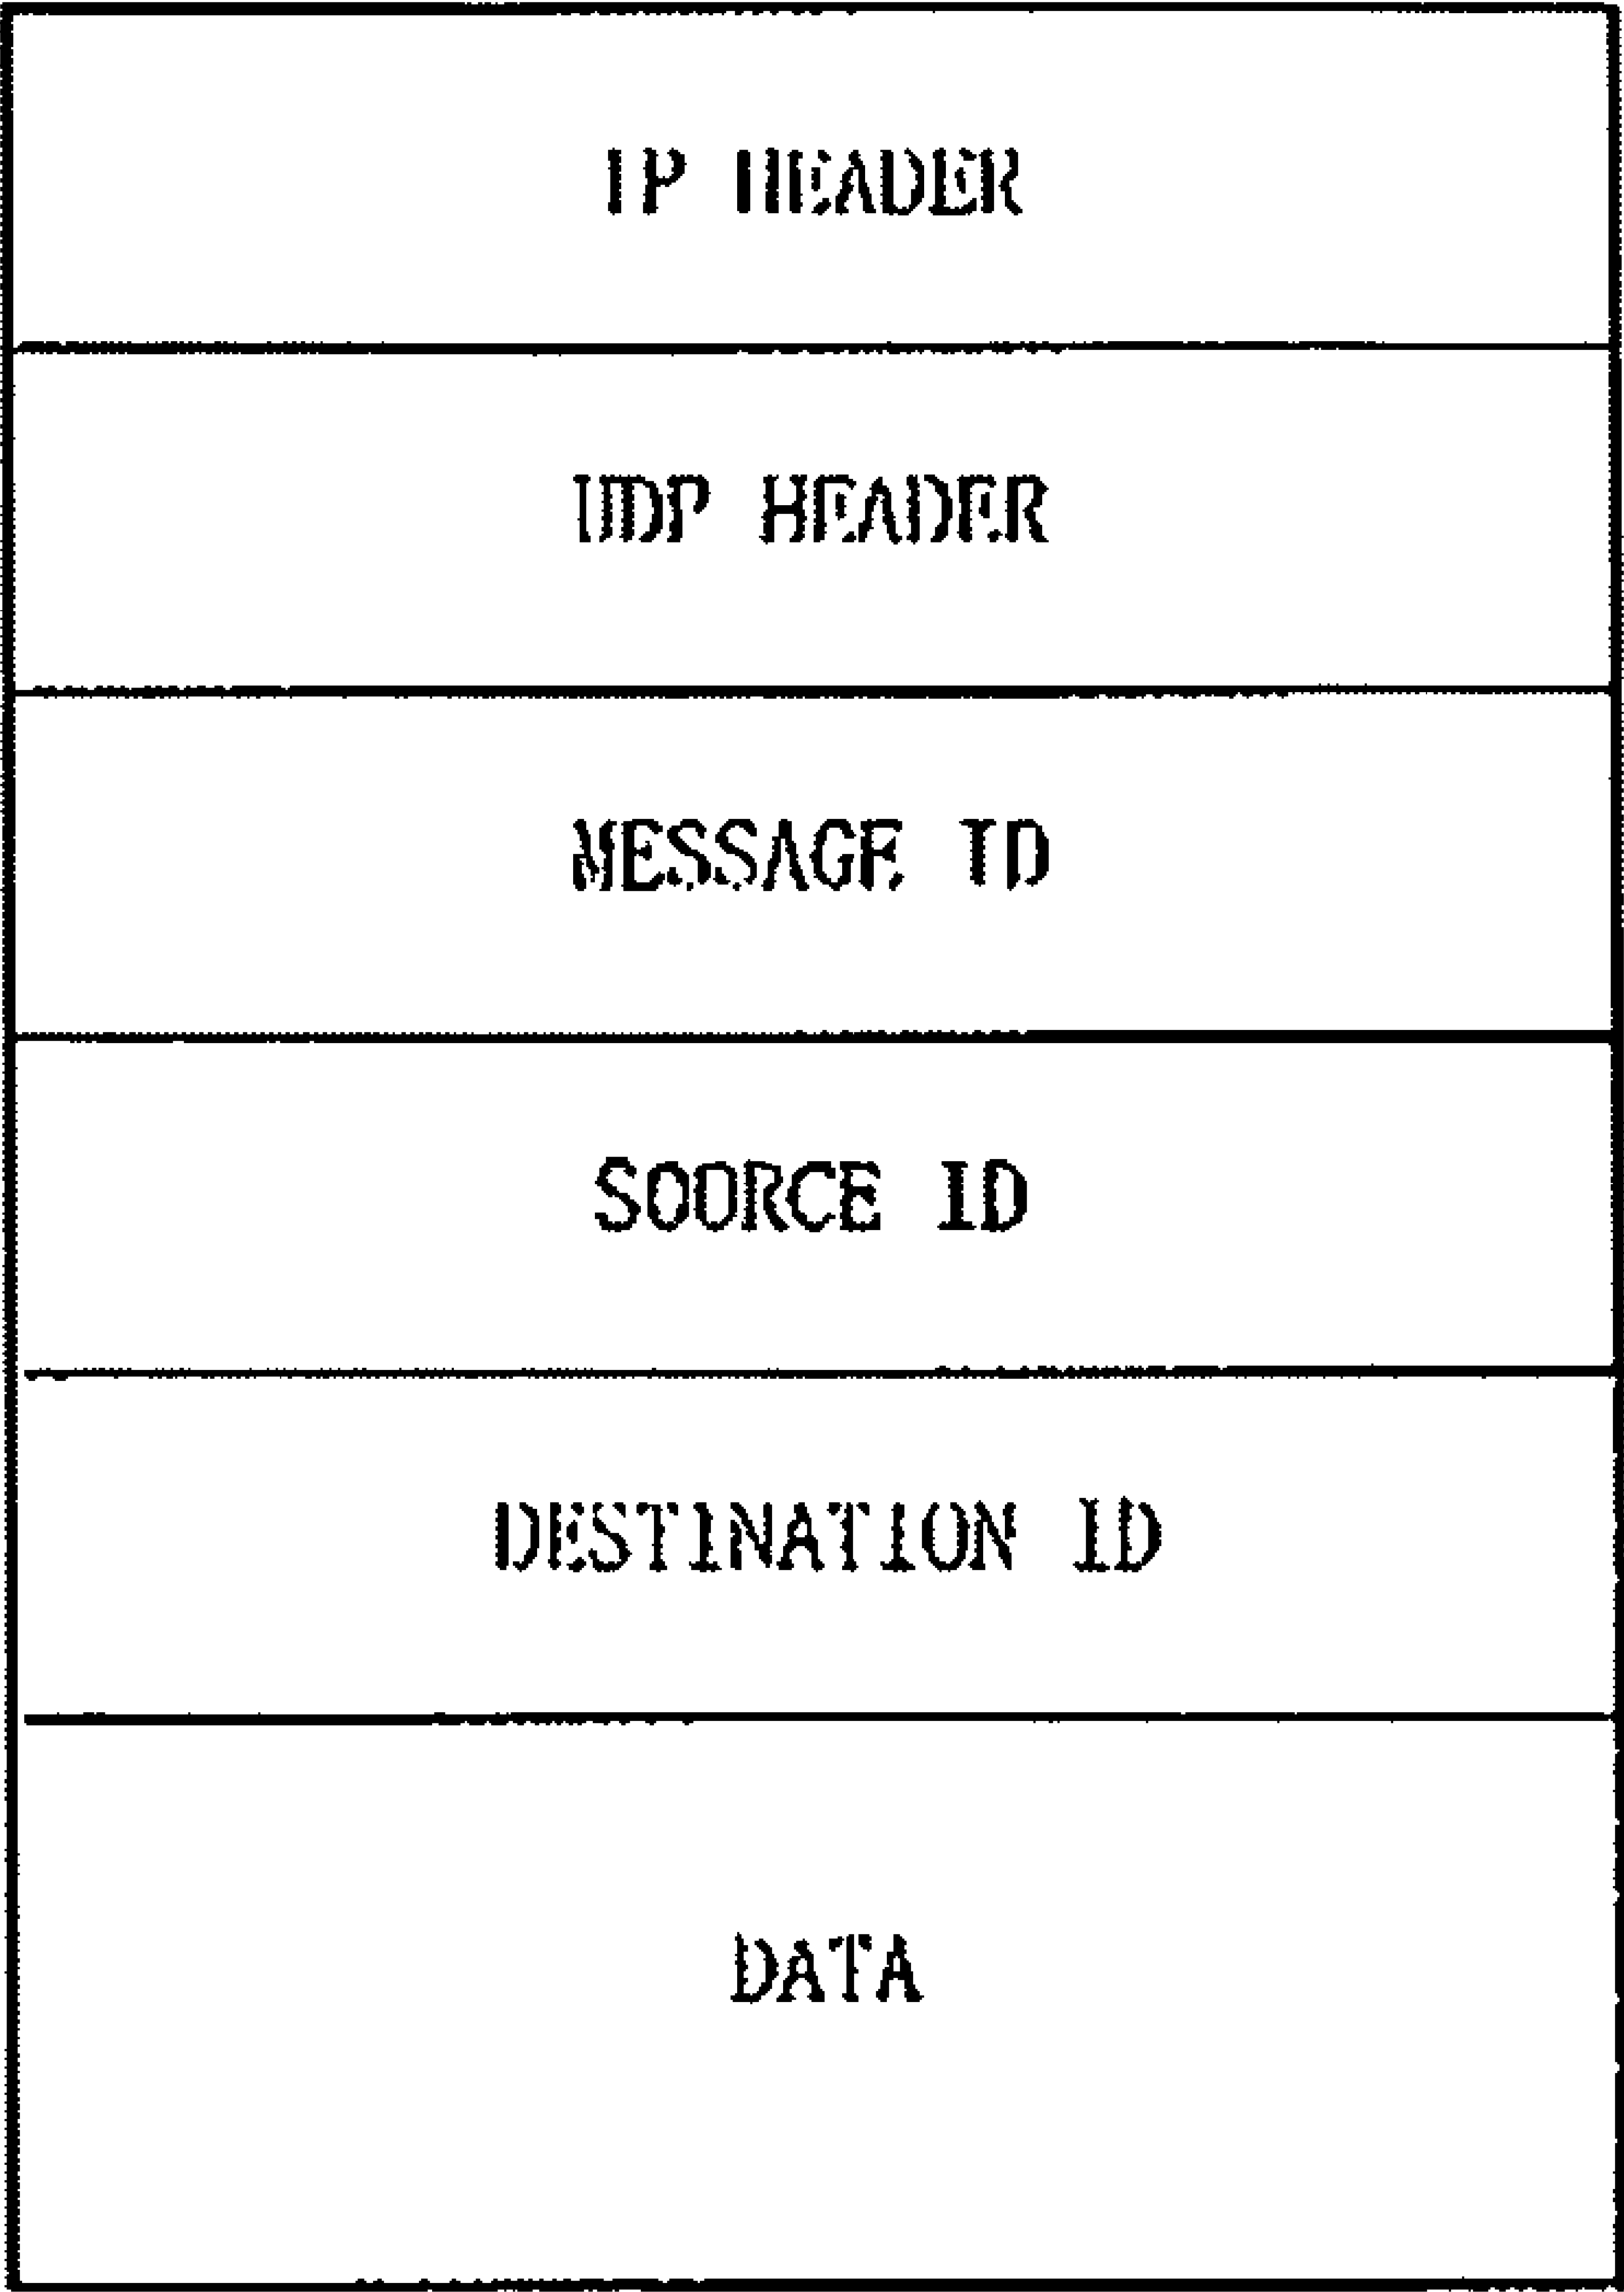 IP HEADER
UDP HEADER
MESSAGE ID
SOURCE ID
DESTINATION ID
DATA